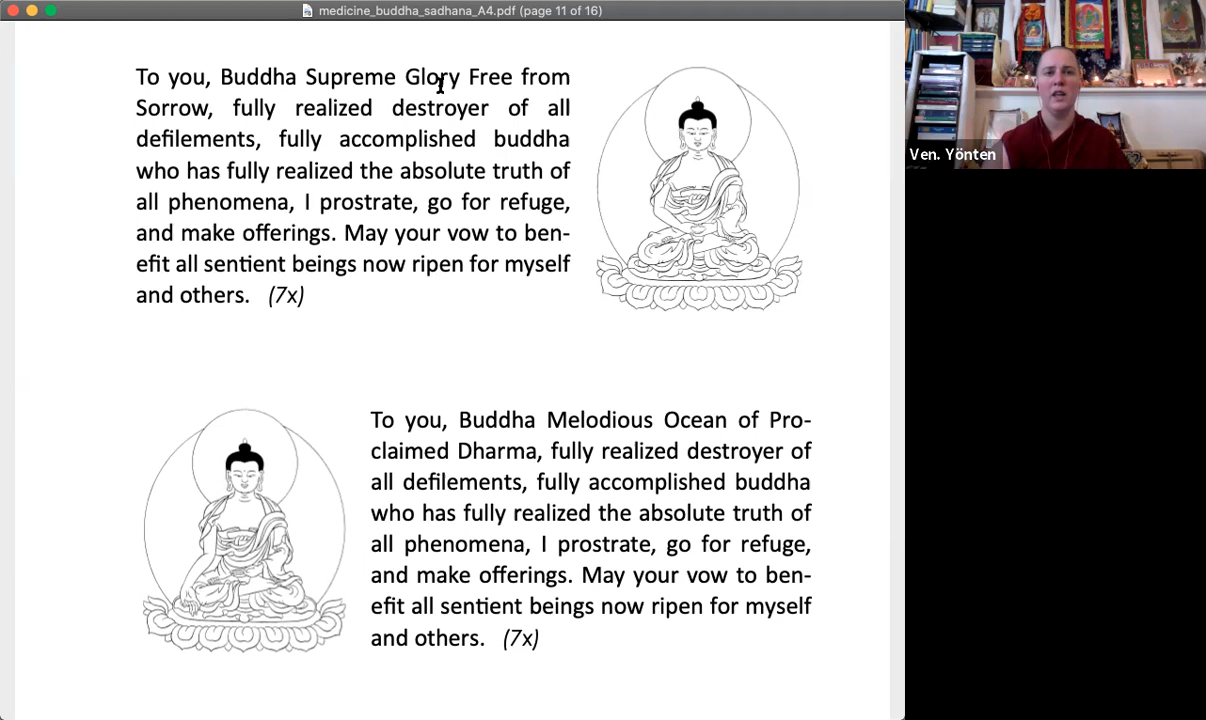 medicine_buddha_sadhana_A4.pdf (page 11 of 16)
To you, Buddha Supreme Glory Free from
Sorrow, fully realized destroyer of all
defilements, fully accomplished buddha
who has fully realized the absolute truth of
all phenomena, I prostrate, go for refuge,
and make offerings. May your vow to ben-
efit all sentient beings now ripen for myself
and others. (7x)
To you, Buddha Melodious Ocean of Pro-
claimed Dharma, fully realized destroyer of
all defilements, fully accomplished buddha
who has fully realized the absolute truth of
all phenomena, I prostrate, go for refuge,
and make offerings. May your vow to ben-
efit all sentient beings now ripen for myself
and others. (7x)
Ven. Yönten